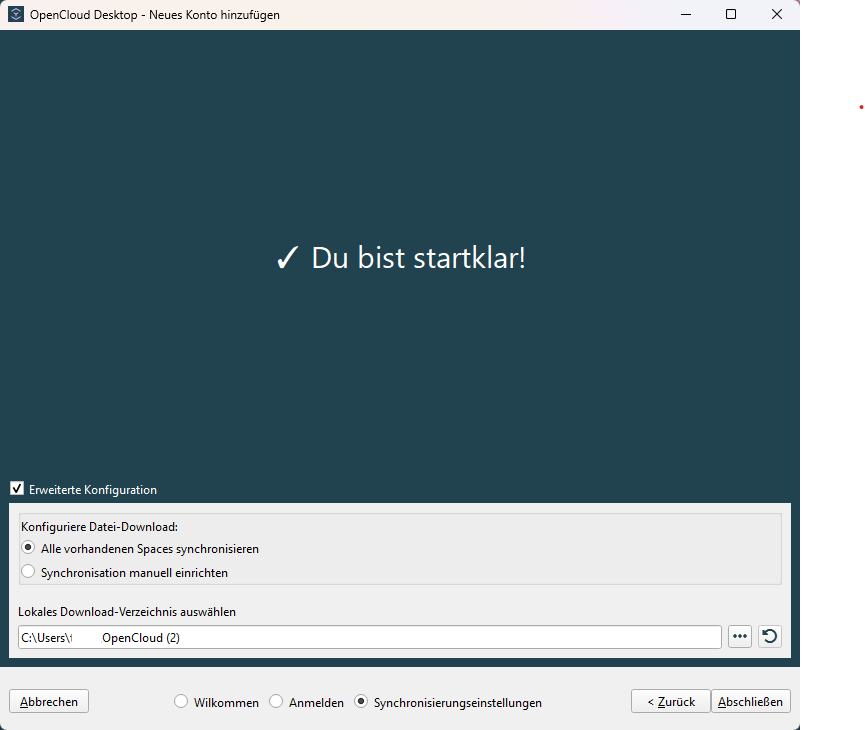 OpenCloud Desktop - Neues Konto hinzufügen
✓ Du bist startklar!
Erweiterte Konfiguration
Konfiguriere Datei-Download:
Alle vorhandenen Spaces synchronisieren
Synchronisation manuell einrichten
Lokales Download-Verzeichnis auswählen
C:\Users\t OpenCloud (2)
Abbrechen Wilkommen Anmelden Synchronisierungseinstellungen < Zurück Abschließen